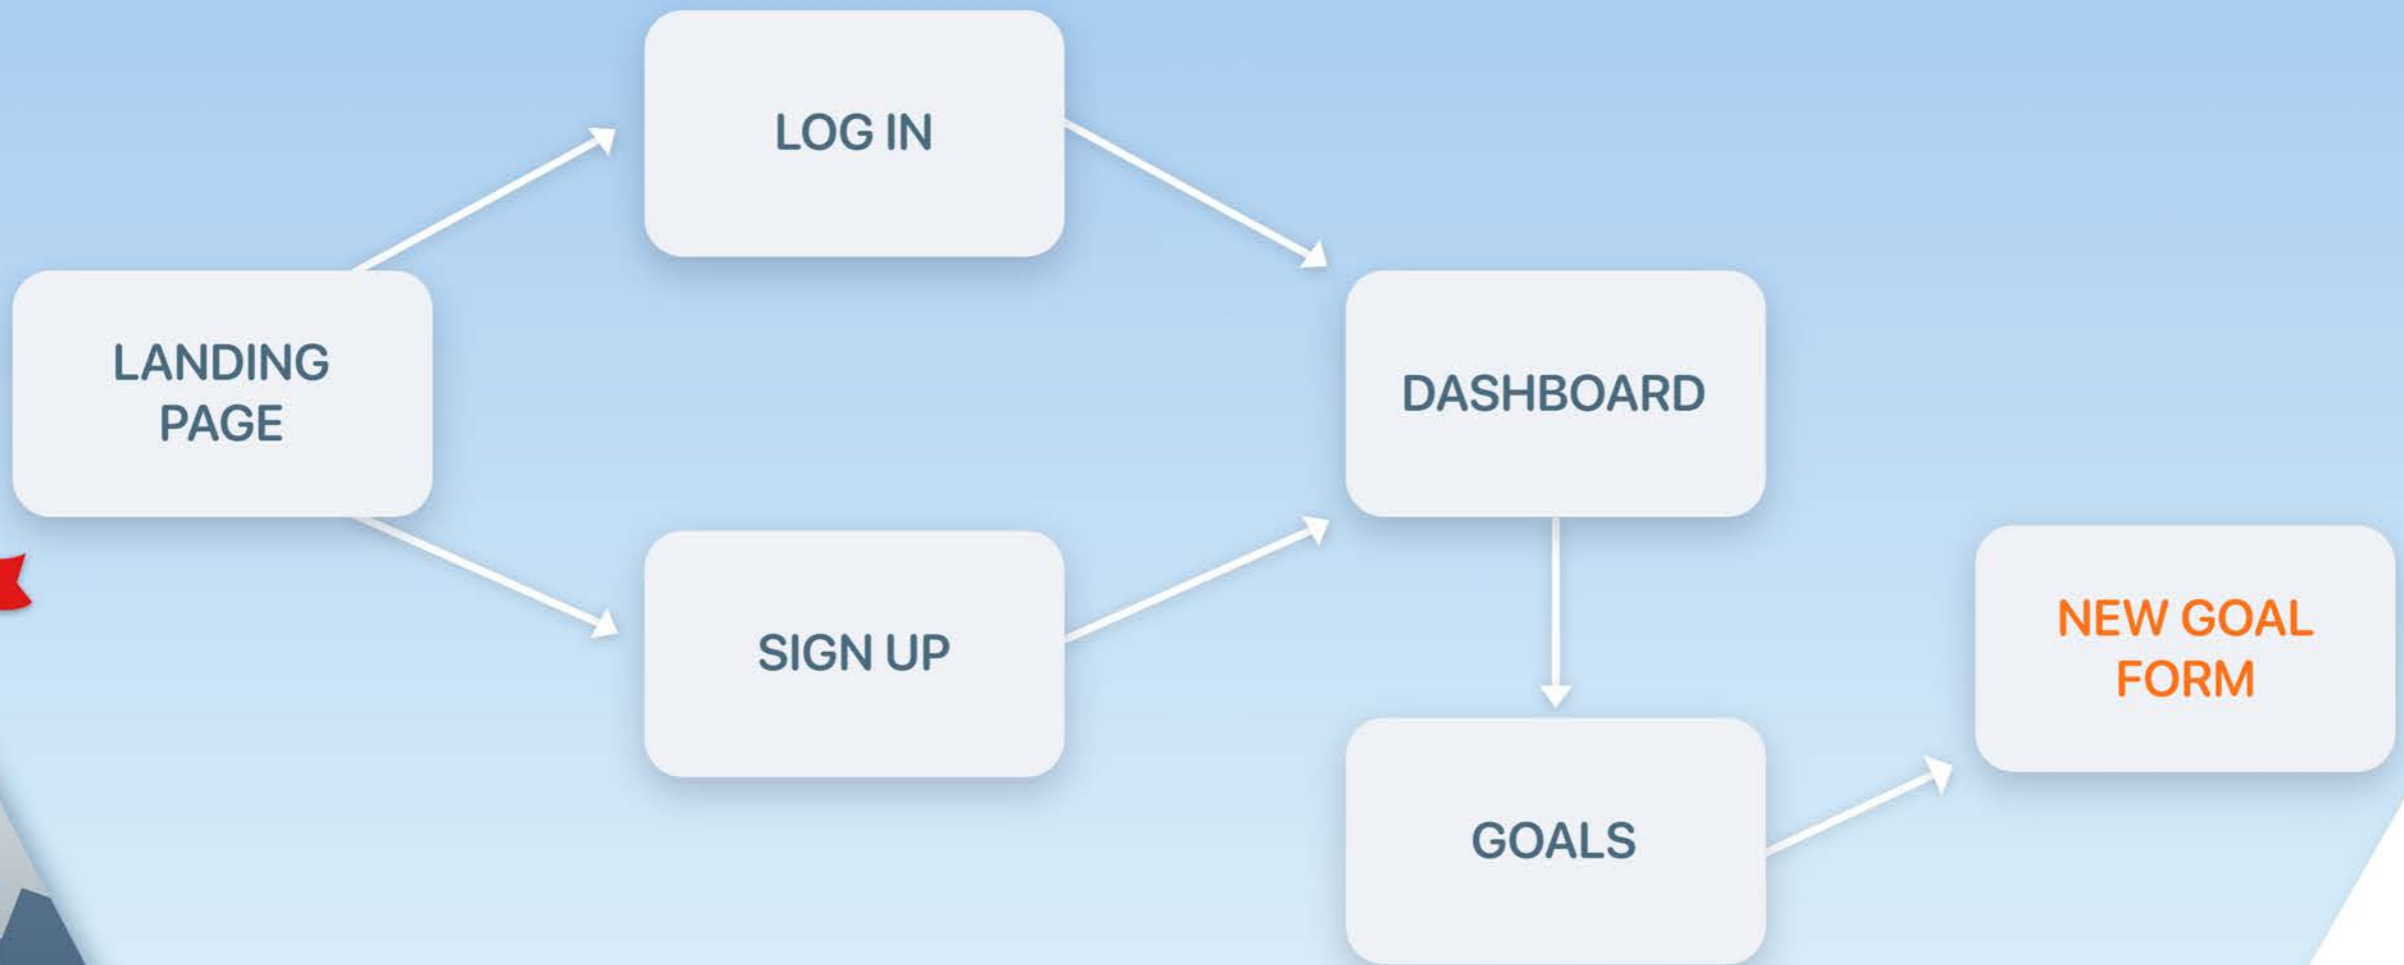 LOG IN
LANDING
PAGE
DASHBOARD
SIGN UP
NEW GOAL
FORM
GOALS